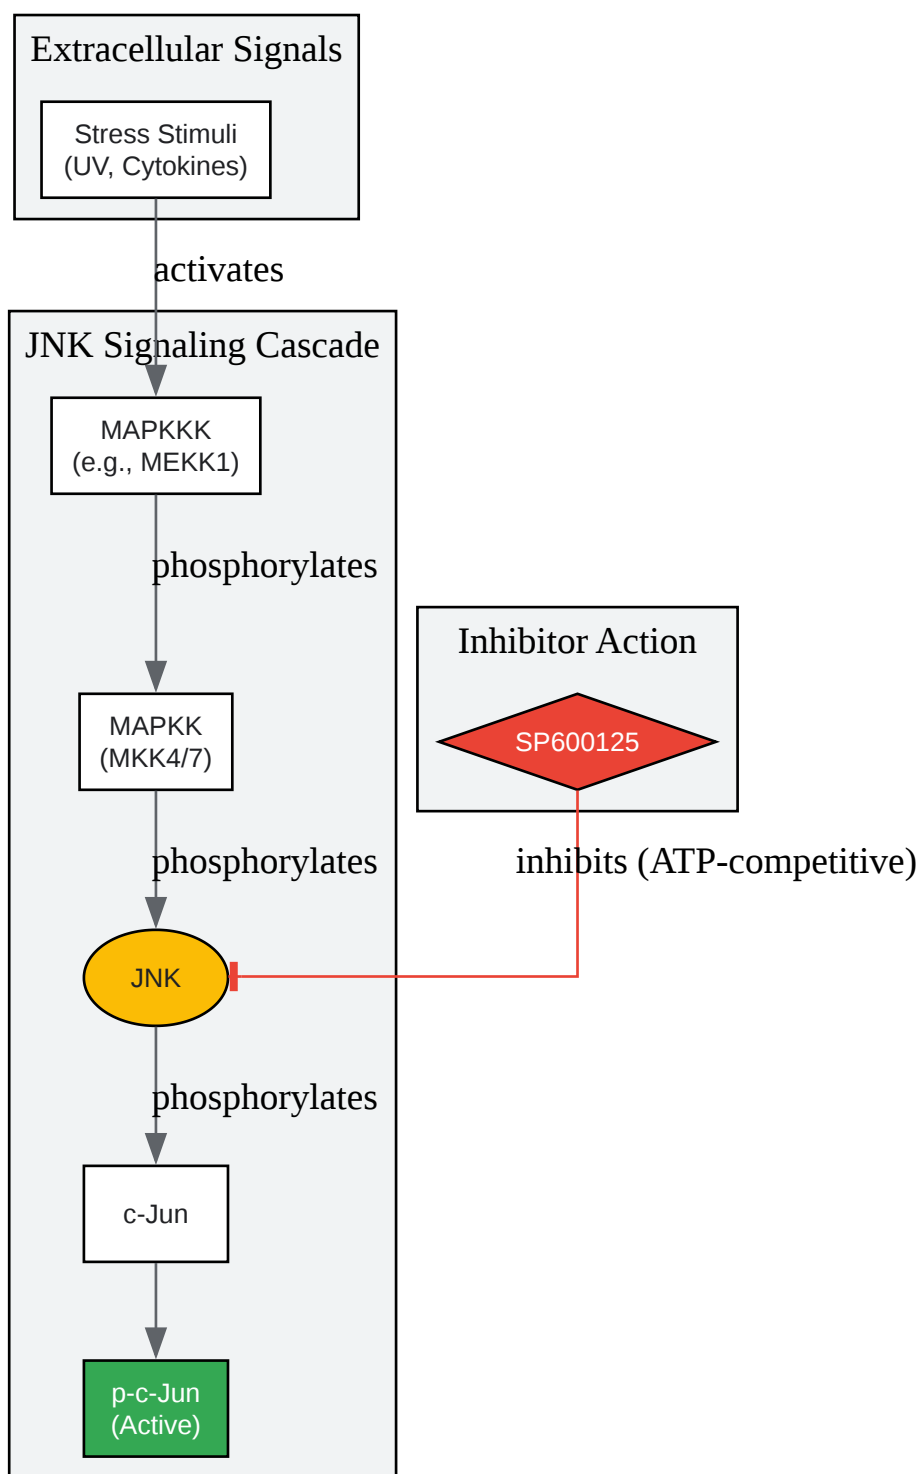 Extracellular Signals
Stress Stimuli
(UV, Cytokines)
activates
JNK Signaling Cascade
MAPKKK
(e.g., MEKK1)
phosphorylates
Inhibitor Action
MAPKK
(MKK4/7)
SP600125
phosphorylates
inhibits (ATP-competitive)
JNK
phosphorylates
c-Jun
p-c-Jun
(Active)